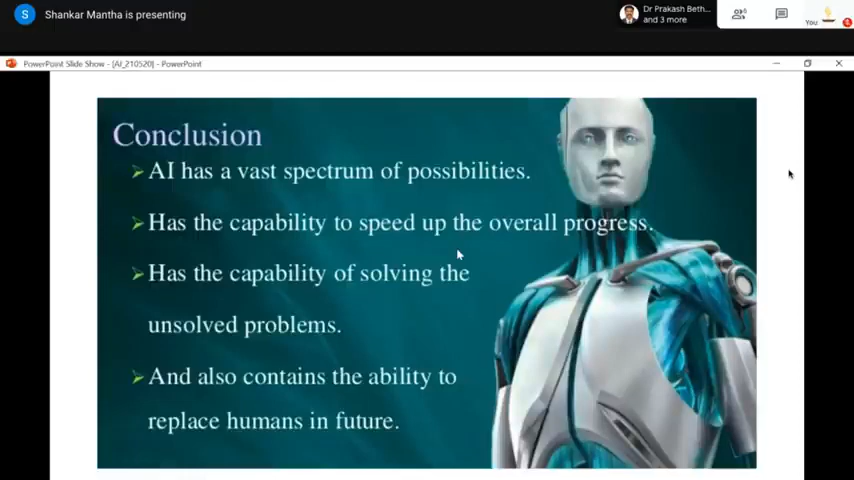 S
Shankar Mantha is presenting
Dr Prakash Beth...
and 3 more
You
PowerPoint Slide Show - [AI_210520] - PowerPoint
Conclusion
AI has a vast spectrum of possibilities.
Has the capability to speed up the overall progress.
Has the capability of solving the
unsolved problems.
And also contains the ability to
replace humans in future.